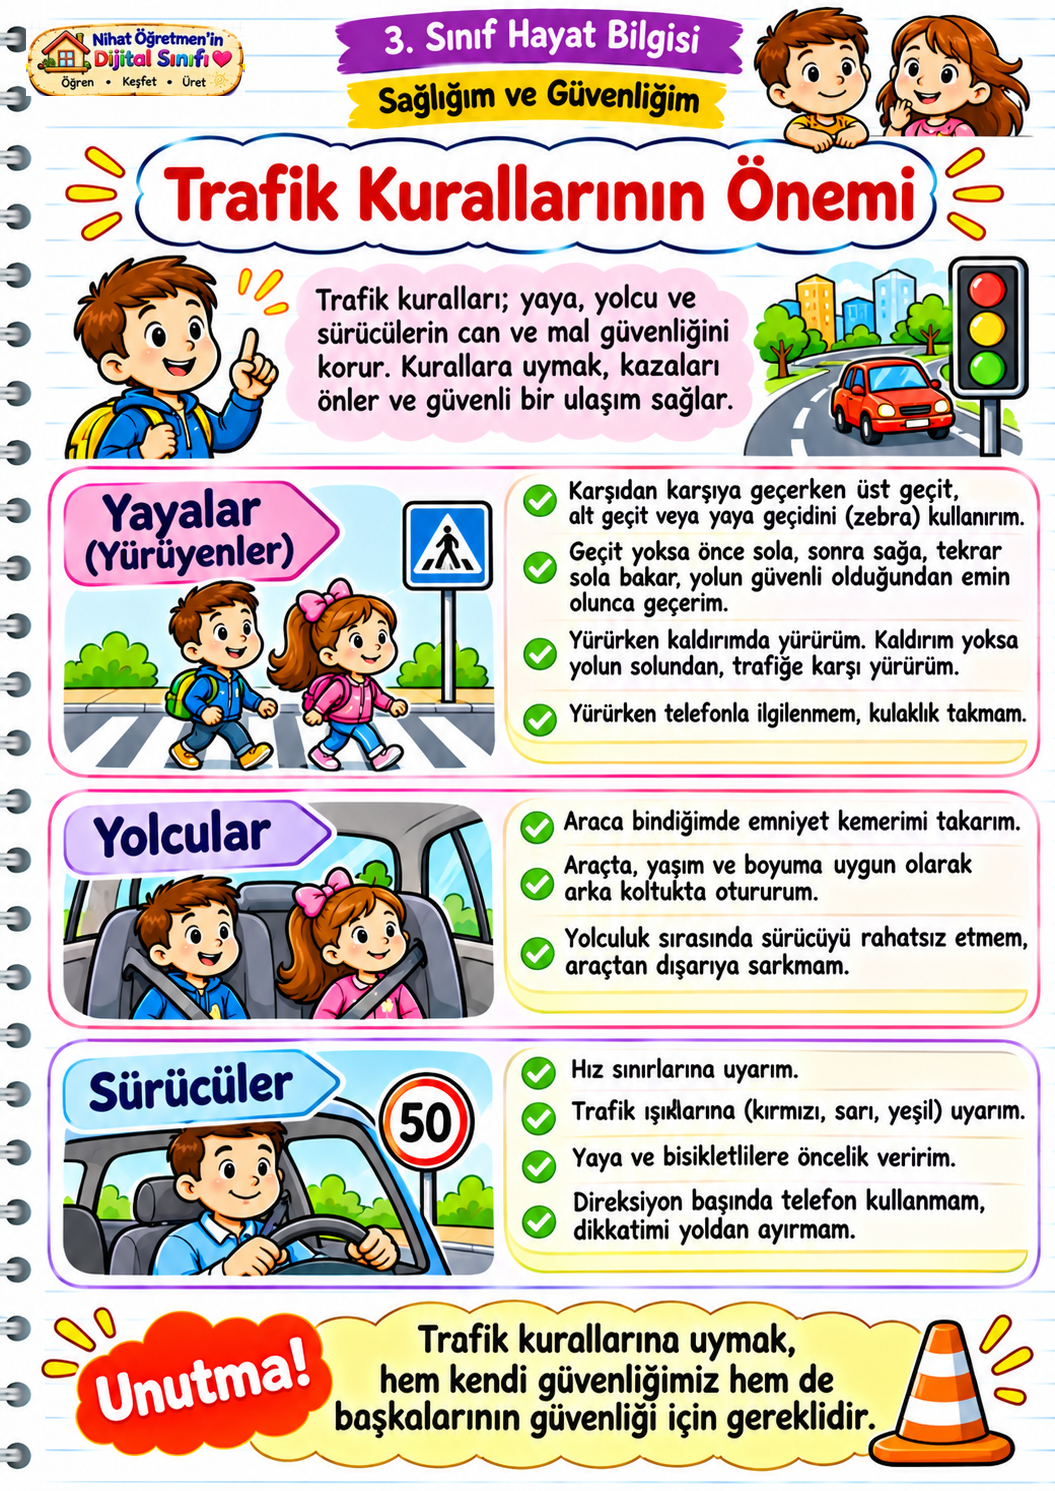 Nihat Öğretmen'in
Dijital Sınıfı
Öğren • Keşfet • Üret
3. Sınıf Hayat Bilgisi
Sağlığım ve Güvenliğim
Trafik Kurallarının Önemi
Trafik kuralları; yaya, yolcu ve
sürücülerin can ve mal güvenliğini
korur. Kurallara uymak, kazaları
önler ve güvenli bir ulaşım sağlar.
Yayalar
(Yürüyenler)
Karşıdan karşıya geçerken üst geçit,
alt geçit veya yaya geçidini (zebra) kullanırım.
Geçit yoksa önce sola, sonra sağa, tekrar
sola bakar, yolun güvenli olduğundan emin
olunca geçerim.
Yürürken kaldırımda yürürüm. Kaldırım yoksa
yolun solundan, trafiğe karşı yürürüm.
Yürürken telefonla ilgilenmem, kulaklık takmam.
Yolcular
Araca bindiğimde emniyet kemerimi takarım.
Araçta, yaşım ve boyuma uygun olarak
arka koltukta otururum.
Yolculuk sırasında sürücüyü rahatsız etmem,
araçtan dışarıya sarkmam.
Sürücüler
50
Hız sınırlarına uyarım.
Trafik ışıklarına (kırmızı, sarı, yeşil) uyarım.
Yaya ve bisikletlilere öncelik veririm.
Direksiyon başında telefon kullanmam,
dikkatimi yoldan ayırmam.
Unutma!
Trafik kurallarına uymak,
hem kendi güvenliğimiz hem de
başkalarının güvenliği için gereklidir.